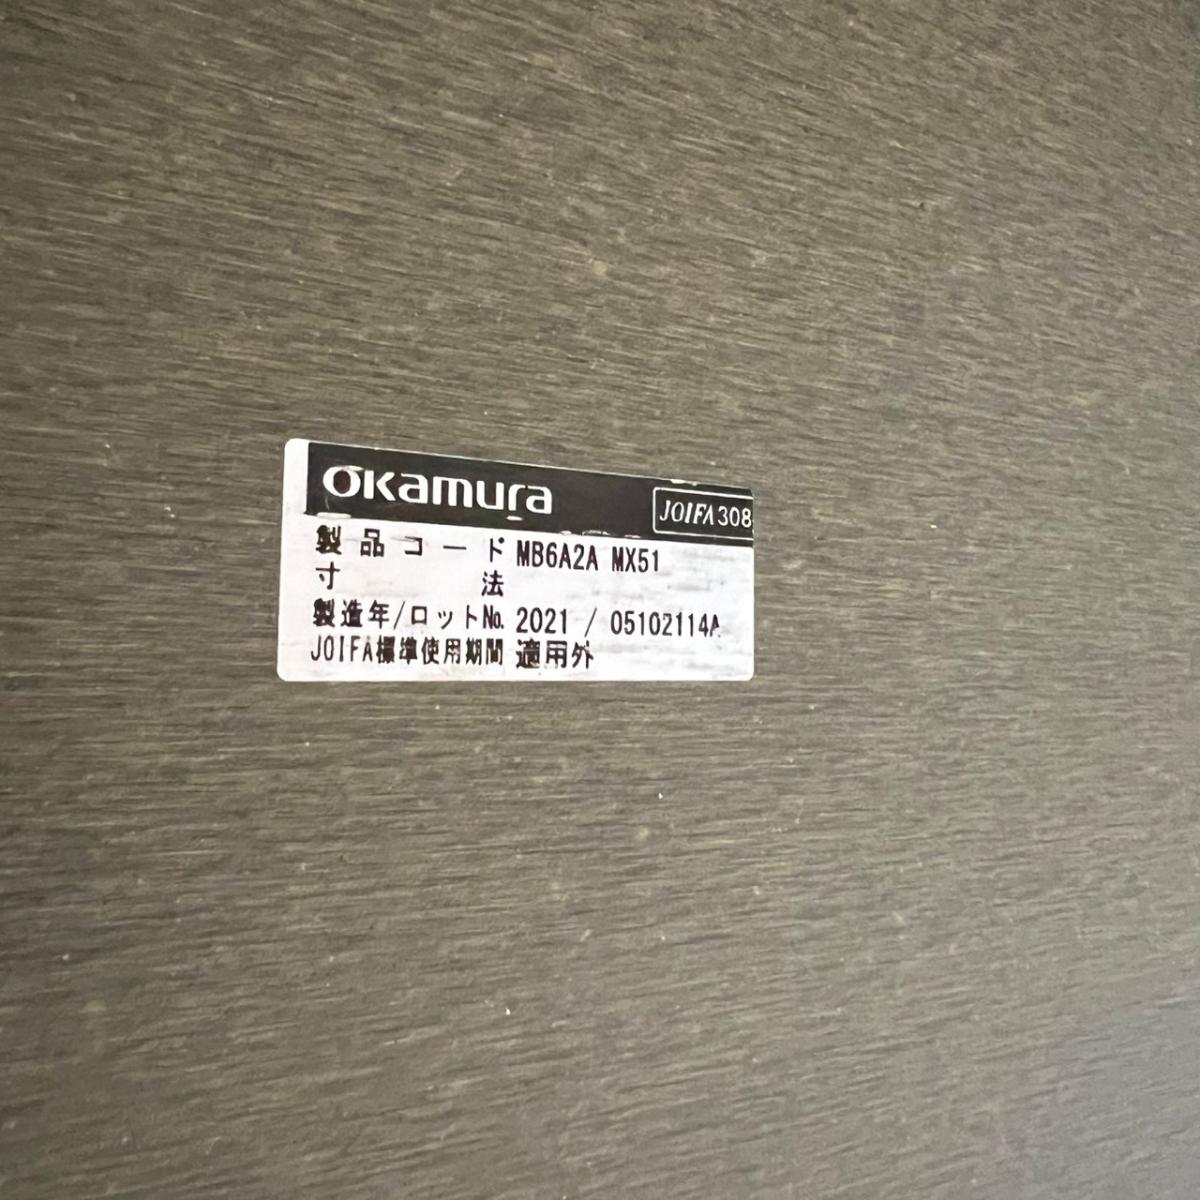 okamura JOIFA308
製品コード MB6A2A MX51
寸法
製造年/ロットNo. 2021 / 05102114A
JOIFA標準使用期間 適用外